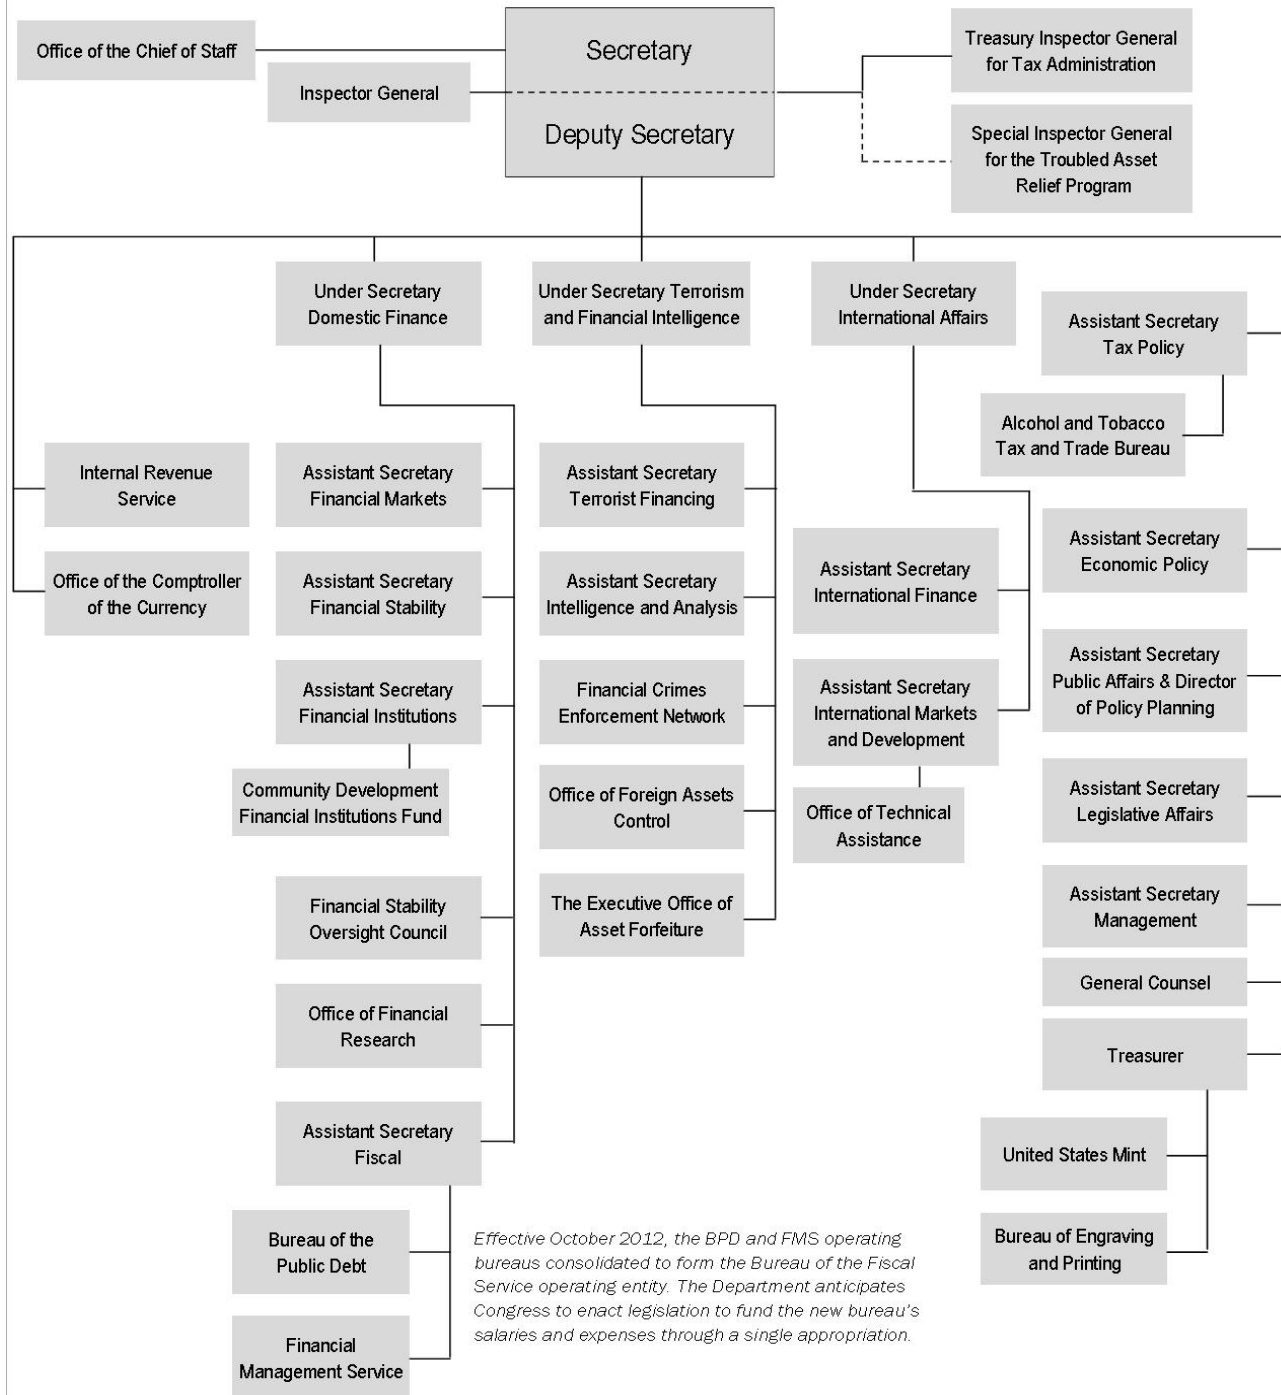 Office of the Chief of Staff
Secretary
Deputy Secretary
Inspector General
Treasury Inspector General
for Tax Administration
Special Inspector General
for the Troubled Asset
Relief Program
Under Secretary
Domestic Finance
Under Secretary Terrorism
and Financial Intelligence
Under Secretary
International Affairs
Assistant Secretary
Tax Policy
Alcohol and Tobacco
Tax and Trade Bureau
Internal Revenue
Service
Office of the Comptroller
of the Currency
Assistant Secretary
Financial Markets
Assistant Secretary
Financial Stability
Assistant Secretary
Financial Institutions
Community Development
Financial Institutions Fund
Financial Stability
Oversight Council
Office of Financial
Research
Assistant Secretary
Fiscal
Bureau of the
Public Debt
Financial
Management Service
Assistant Secretary
Terrorist Financing
Assistant Secretary
Intelligence and Analysis
Financial Crimes
Enforcement Network
Office of Foreign Assets
Control
The Executive Office of
Asset Forfeiture
Assistant Secretary
International Finance
Assistant Secretary
International Markets
and Development
Office of Technical
Assistance
Assistant Secretary
Economic Policy
Assistant Secretary
Public Affairs & Director
of Policy Planning
Assistant Secretary
Legislative Affairs
Assistant Secretary
Management
General Counsel
Treasurer
United States Mint
Bureau of Engraving
and Printing
Effective October 2012, the BPD and FMS operating
bureaus consolidated to form the Bureau of the Fiscal
Service operating entity. The Department anticipates
Congress to enact legislation to fund the new bureau's
salaries and expenses through a single appropriation.